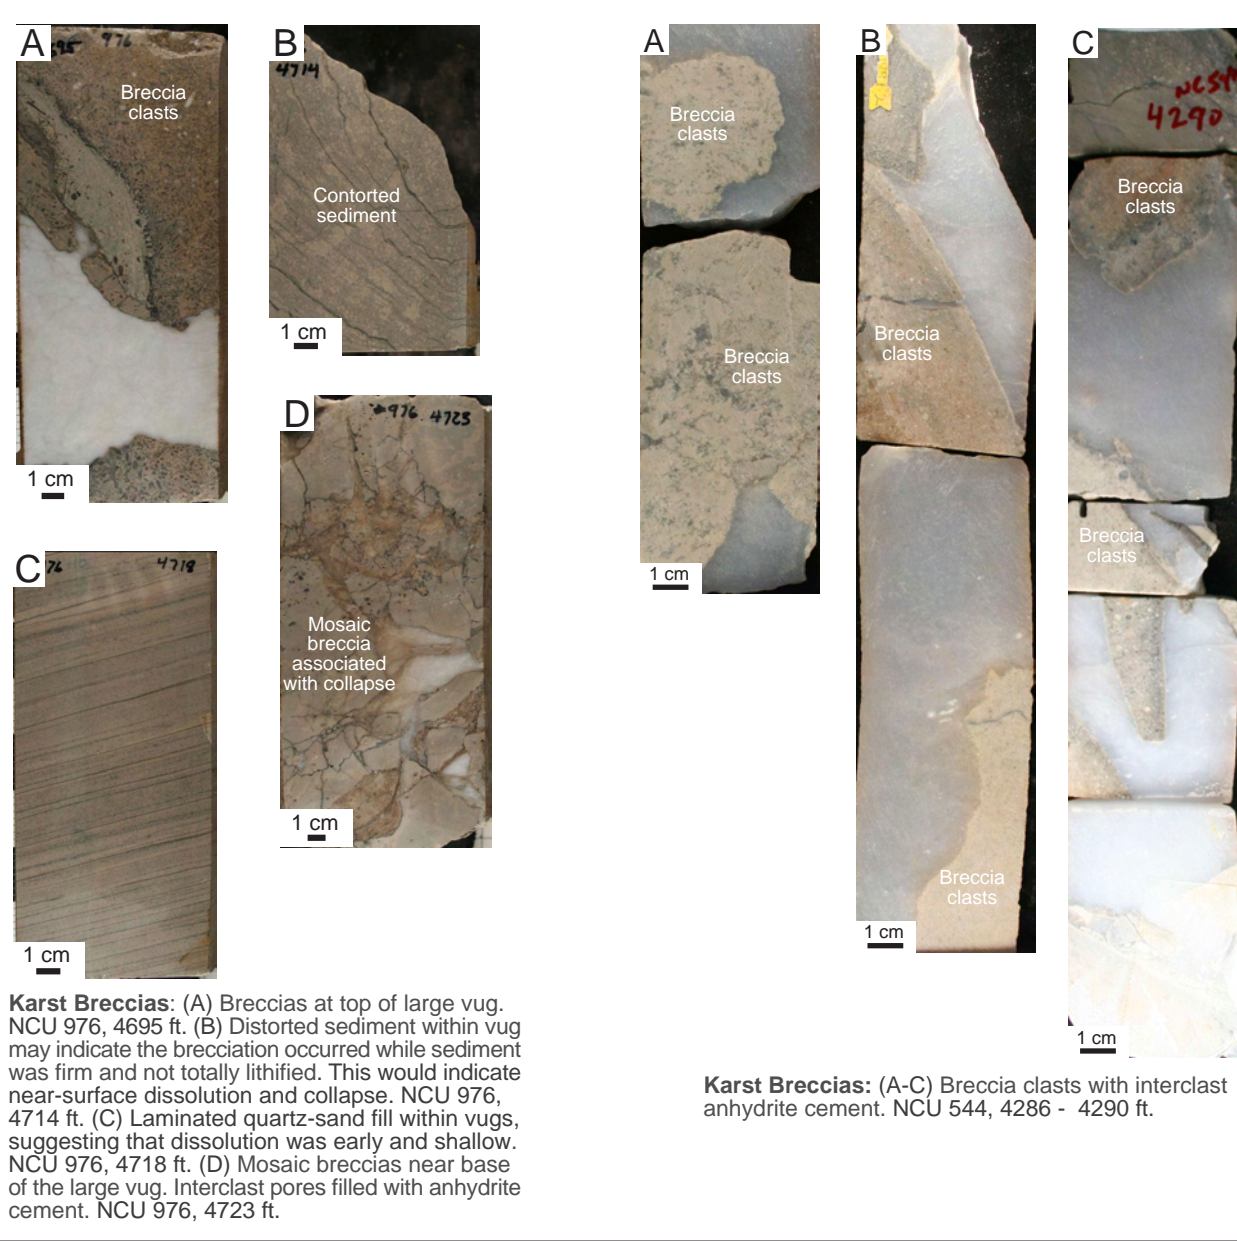 A
95 976
Breccia
clasts
1 cm
B
4714
Contorted
sediment
1 cm
C
76 4718
1 cm
D
976 4723
Mosaic
breccia
associated
with collapse
1 cm
Karst Breccias: (A) Breccias at top of large vug.
NCU 976, 4695 ft. (B) Distorted sediment within vug
may indicate the brecciation occurred while sediment
was firm and not totally lithified. This would indicate
near-surface dissolution and collapse. NCU 976,
4714 ft. (C) Laminated quartz-sand fill within vugs,
suggesting that dissolution was early and shallow.
NCU 976, 4718 ft. (D) Mosaic breccias near base
of the large vug. Interclast pores filled with anhydrite
cement. NCU 976, 4723 ft.
A
Breccia
clasts
Breccia
clasts
1 cm
B
Breccia
clasts
Breccia
clasts
1 cm
C
4290
Breccia
clasts
Breccia
clasts
1 cm
Karst Breccias: (A-C) Breccia clasts with interclast
anhydrite cement. NCU 544, 4286 - 4290 ft.